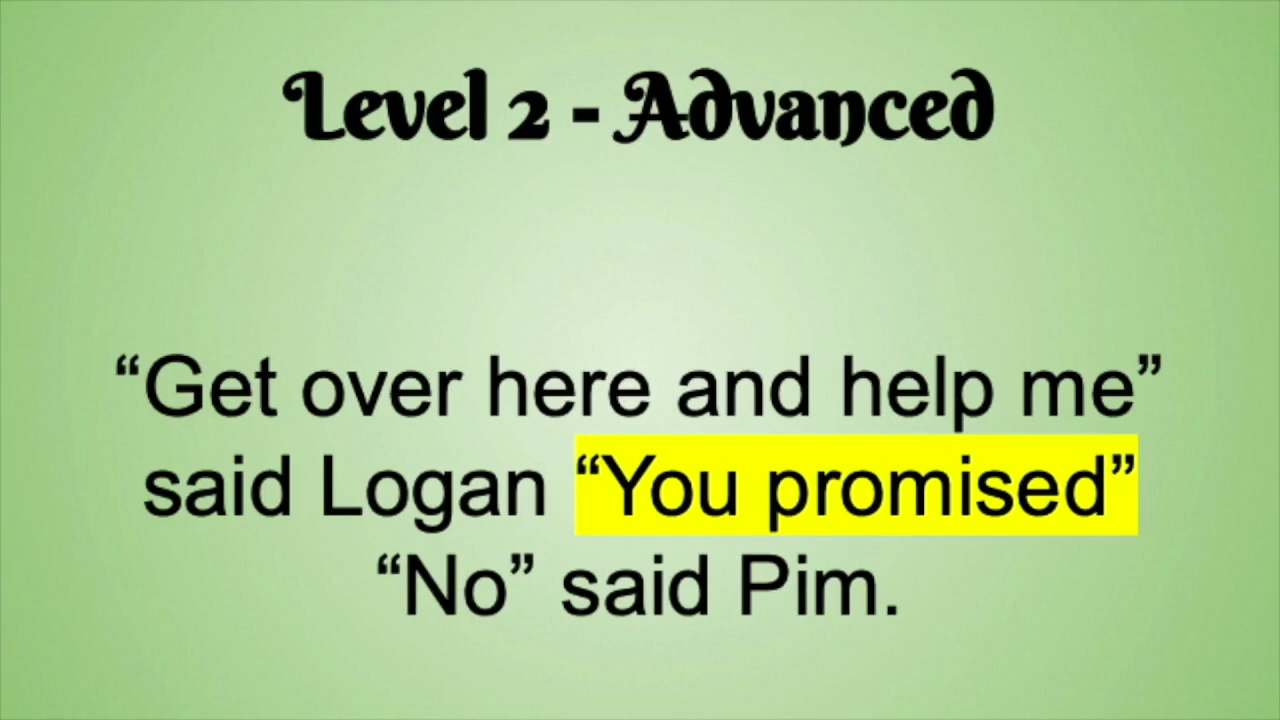 Level 2 - Advanced
“Get over here and help me”
said Logan “You promised”
“No” said Pim.